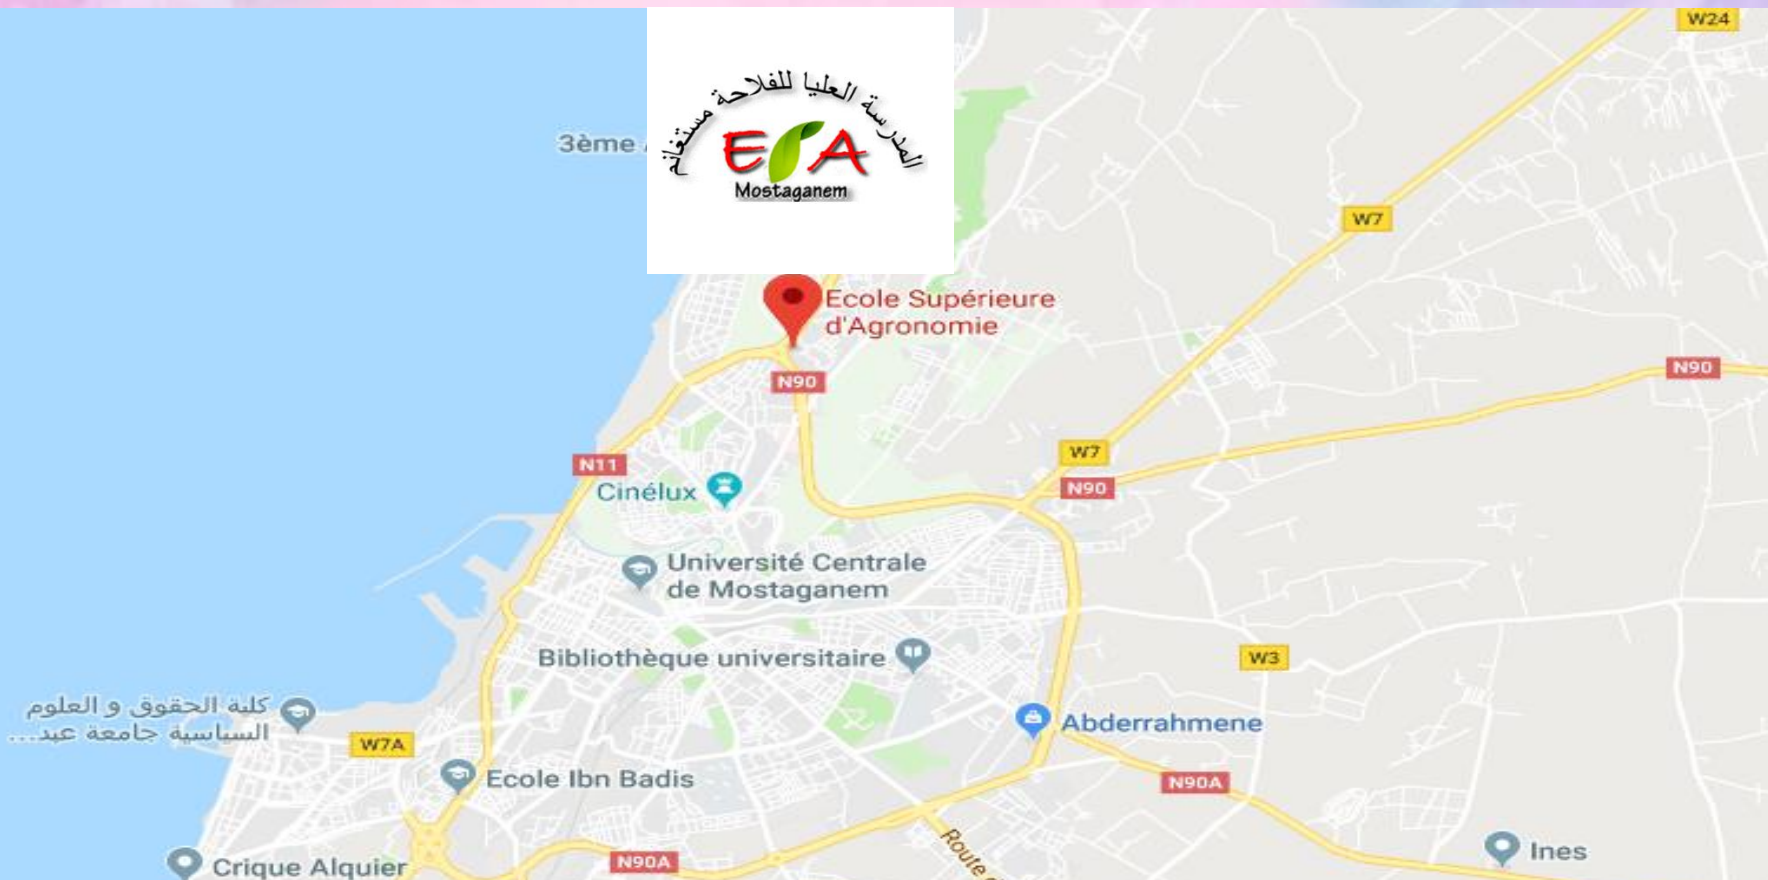 W24
المدرسة العليا للفلاحة مستغانم
ESA
Mostaganem
3ème
W7
Ecole Supérieure
d'Agronomie
N90
N90
W7
N11
N90
Cinélux
Université Centrale
de Mostaganem
Bibliothèque universitaire
W3
كلية الحقوق و العلوم
السياسية جامعة عبد...
Abderrahmene
W7A
Ecole Ibn Badis
N90A
Route
Ines
N90A
Crique Alquier